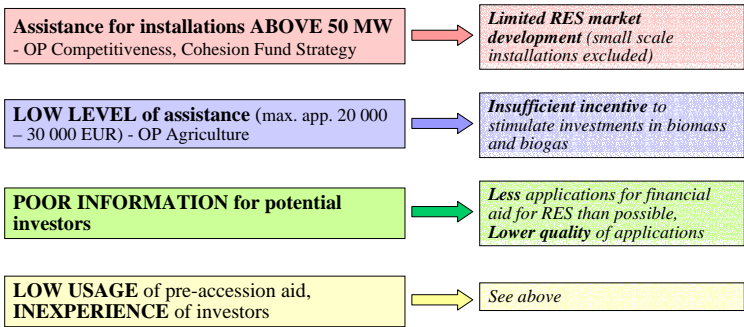 Assistance for installations ABOVE 50 MW
- OP Competitiveness, Cohesion Fund Strategy
Limited RES market
development (small scale
installations excluded)
LOW LEVEL of assistance (max. app. 20 000
– 30 000 EUR) - OP Agriculture
Insufficient incentive to
stimulate investments in biomass
and biogas
POOR INFORMATION for potential
investors
Less applications for financial
aid for RES than possible,
Lower quality of applications
LOW USAGE of pre-accession aid,
INEXPERIENCE of investors
See above